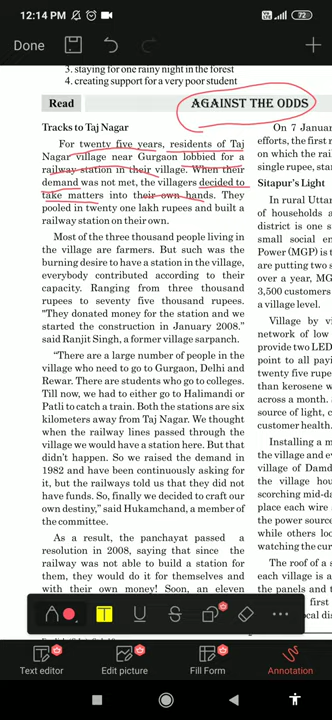 12:14 PM
53
Done
3. staying for one rainy night in the forest
4. creating support for a very poor student
Read
AGAINST THE ODDS
Tracks to Taj Nagar
For twenty five years, residents of Taj
Nagar village near Gurgaon lobbied for a
railway station in their village. When their
demand was not met, the villagers decided to
take matters into their own hands. They
pooled in twenty one lakh rupees and built a
railway station on their own.
Most of the three thousand people living in
the village are farmers. But such was the
burning desire to have a station in the village,
everybody contributed according to their
capacity. Ranging from three thousand
rupees to seventy five thousand rupees.
"They donated money for the station and we
started the construction in January 2008."
said Ranjit Singh, a former village sarpanch.
"There are a large number of people in the
village who need to go to Gurgaon, Delhi and
Rewar. There are students who go to colleges.
Till now, we had to either go to Halimandi or
Patli to catch a train. Both the stations are six
kilometers away from Taj Nagar. We thought
when the railway lines passed through the
village we would have a station here. But that
didn't happen. So we raised the demand in
1982 and have been continuously asking for
it, but the railways told us that they did not
have funds. So, finally we decided to craft our
own destiny," said Hukamchand, a member of
the committee.
As a result, the panchayat passed a
resolution in 2008, saying that since the
railway was not able to build a station for
them, they would do it for themselves and
with their own money! Soon, an eleven
On 7 Januar
efforts, the first
on which the rai
single rupee, star
Sitapur's Light
In rural Uttar
of households a
district is one s
small social en
Power (MGP) is t
are putting two s
over a year, MG
3,500 customers
a village level.
Village by vi
network of low
provide two LED
point to all payi
twenty five rupe
than kerosene w
across a month.
source of light, c
customer health.
Installing a m
the village and ev
village of Damd
the village hou
scorching mid-da
place each wire
the power source
while others loo
watching the cur
The roof of a s
each village is a
the panels and t
first
local dis
Text editor
Edit picture
Fill Form
Annotation